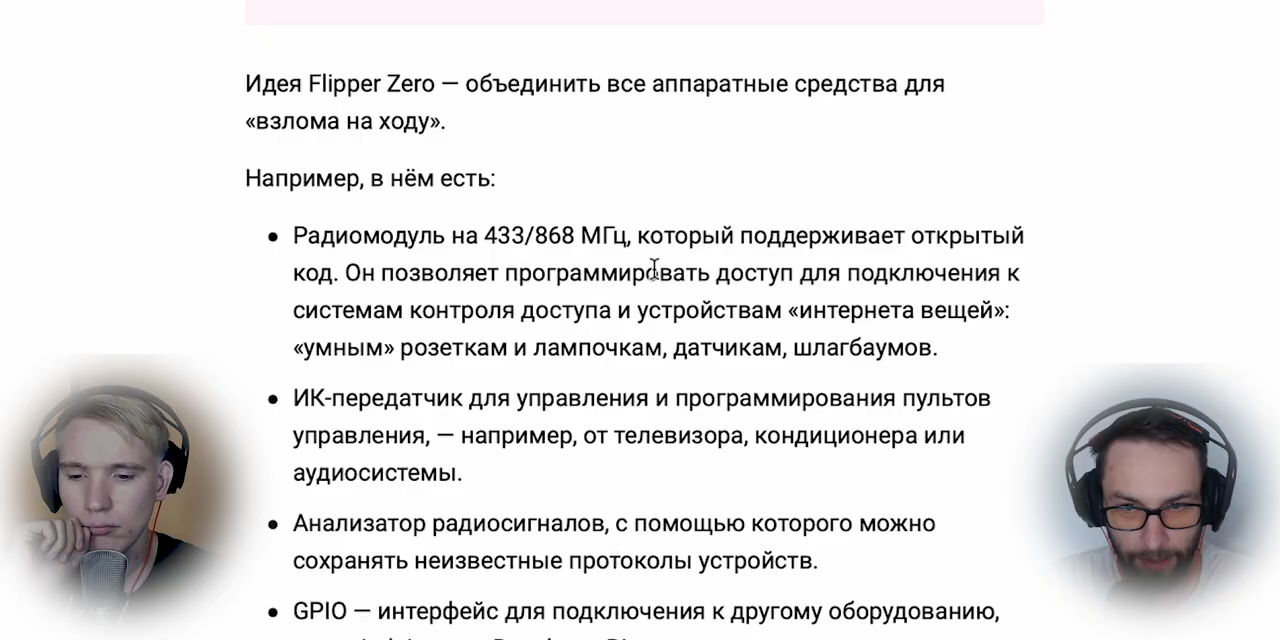 Идея Flipper Zero — объединить все аппаратные средства для
«взлома на ходу».
Например, в нём есть:
• Радиомодуль на 433/868 МГц, который поддерживает открытый
код. Он позволяет программировать доступ для подключения к
системам контроля доступа и устройствам «интернета вещей»:
«умным» розеткам и лампочкам, датчикам, шлагбаумов.
• ИК-передатчик для управления и программирования пультов
управления, — например, от телевизора, кондиционера или
аудиосистемы.
• Анализатор радиосигналов, с помощью которого можно
сохранять неизвестные протоколы устройств.
• GPIO — интерфейс для подключения к другому оборудованию,